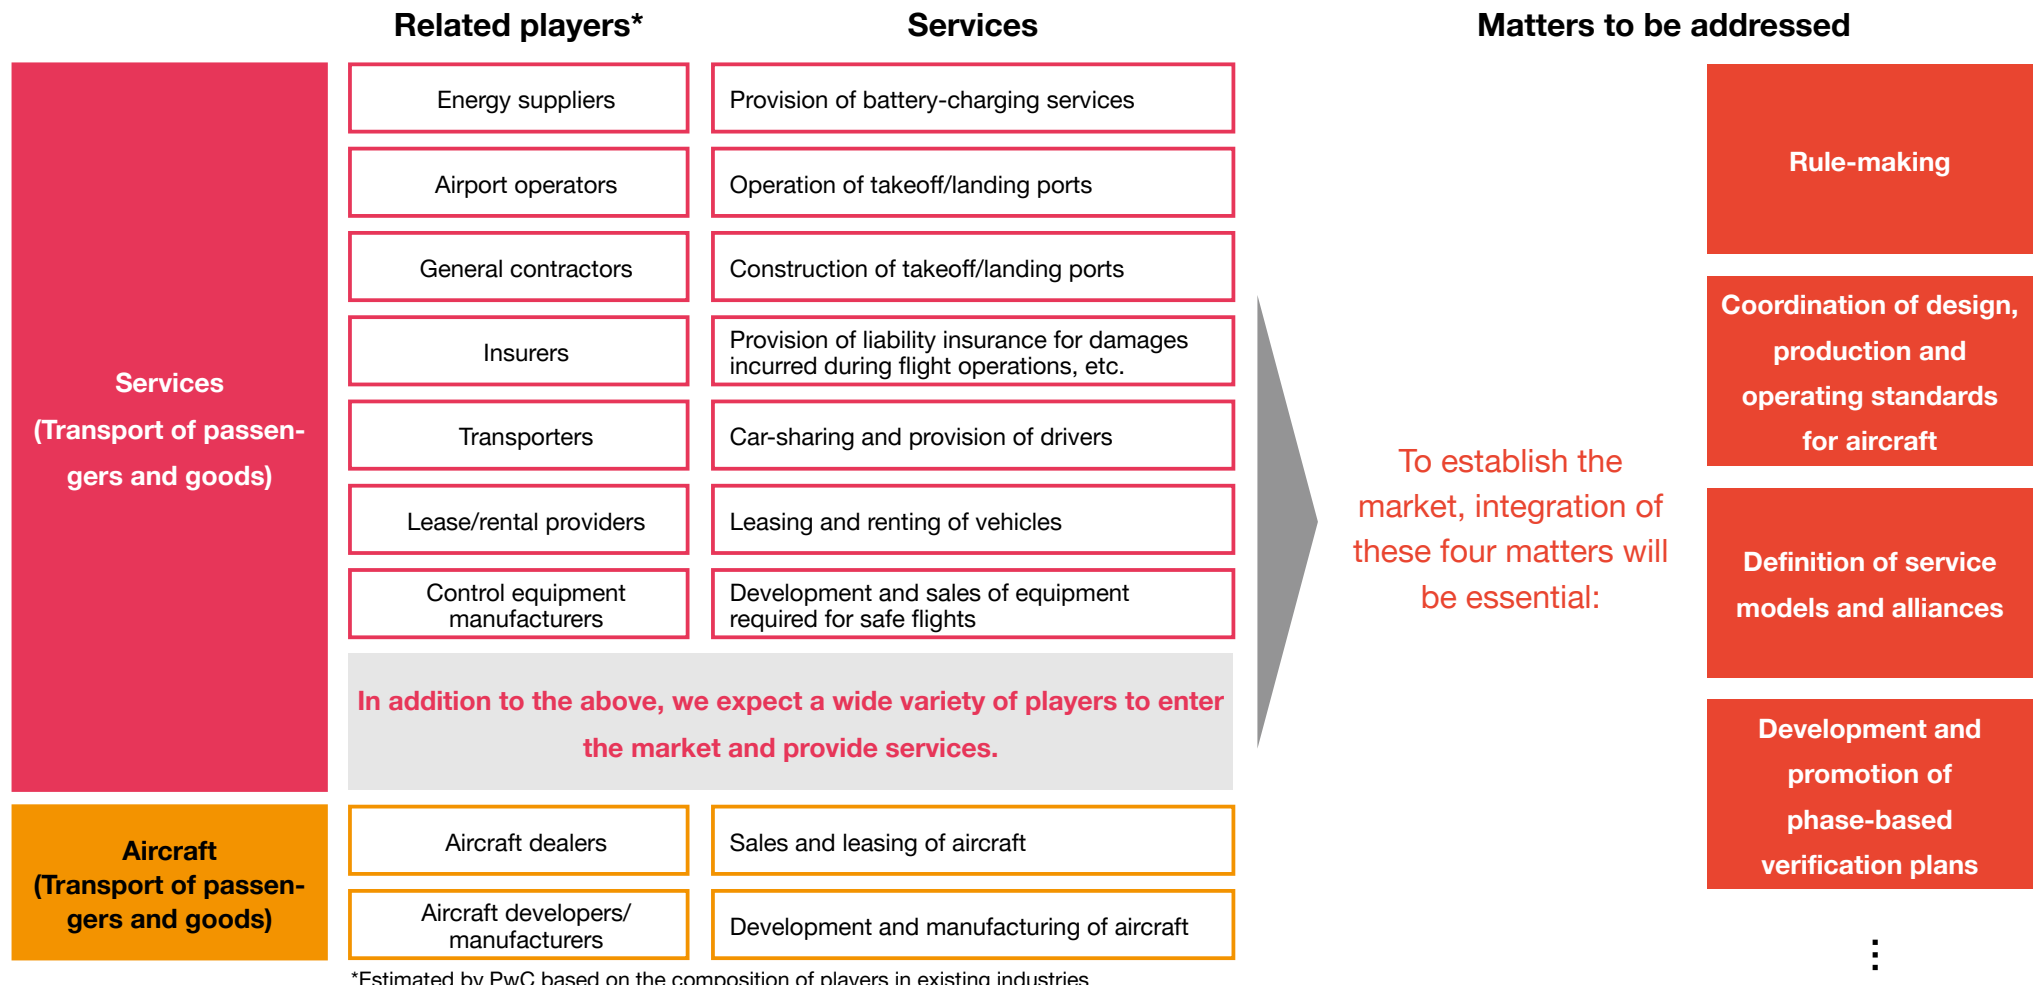 Related players*
Services
Matters to be addressed
Services
(Transport of passen-
gers and goods)
Energy suppliers
Provision of battery-charging services
Airport operators
Operation of takeoff/landing ports
General contractors
Construction of takeoff/landing ports
Insurers
Provision of liability insurance for damages
incurred during flight operations, etc.
Transporters
Car-sharing and provision of drivers
Lease/rental providers
Leasing and renting of vehicles
Control equipment
manufacturers
Development and sales of equipment
required for safe flights
In addition to the above, we expect a wide variety of players to enter
the market and provide services.
Aircraft
(Transport of passen-
gers and goods)
Aircraft dealers
Sales and leasing of aircraft
Aircraft developers/
manufacturers
Development and manufacturing of aircraft
*Estimated by PwC based on the composition of players in existing industries
To establish the
market, integration of
these four matters will
be essential:
Rule-making
Coordination of design,
production and
operating standards
for aircraft
Definition of service
models and alliances
Development and
promotion of
phase-based
verification plans
⋮